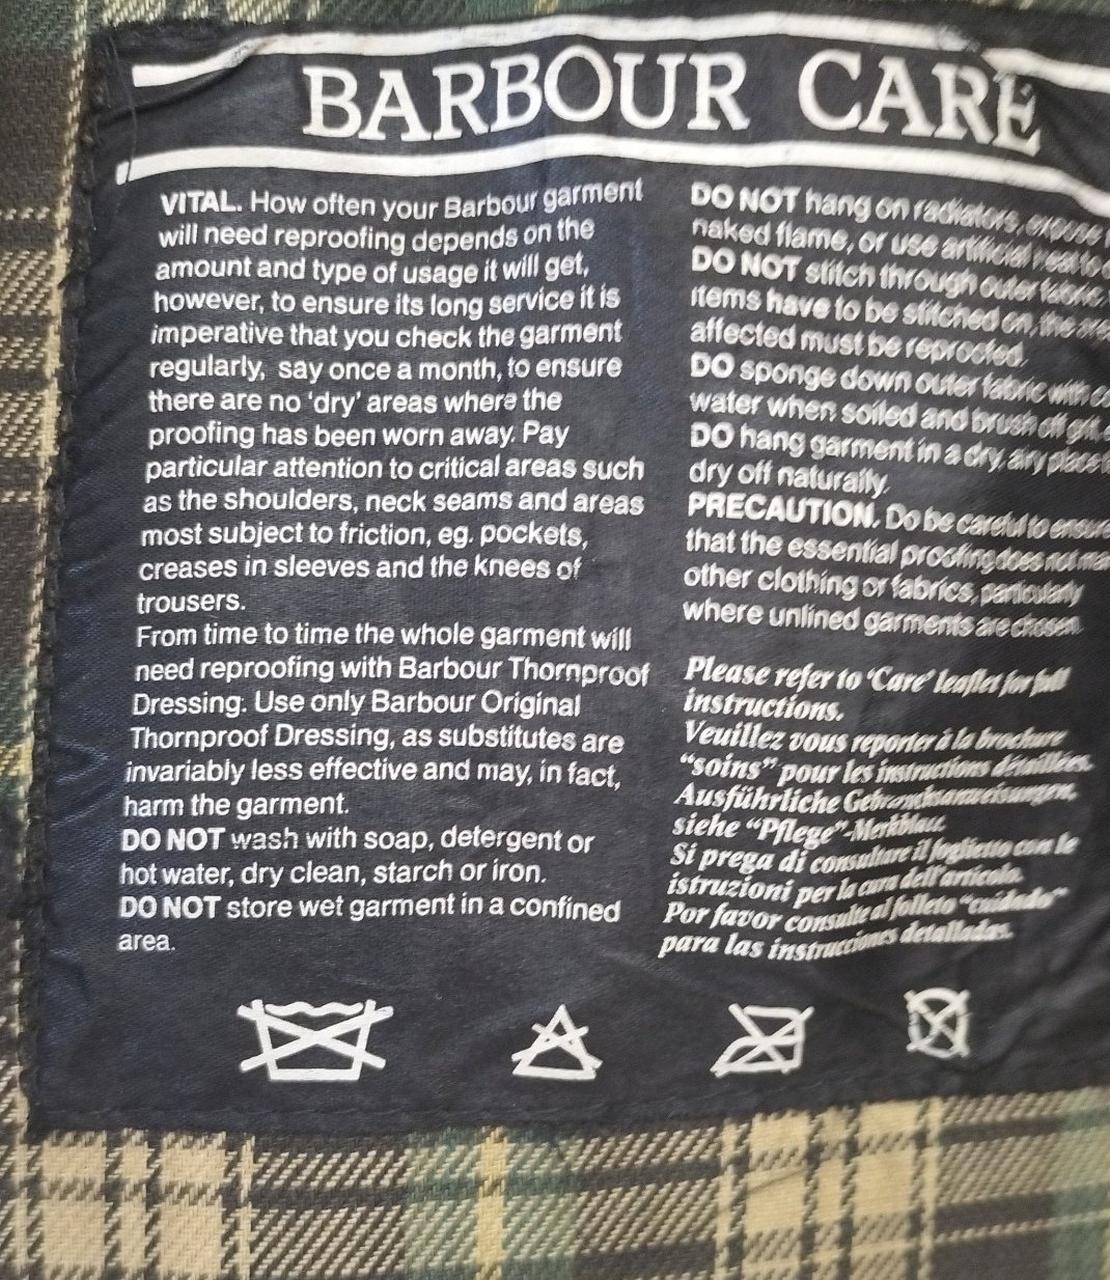 BARBOUR CARE
VITAL. How often your Barbour garment
will need reproofing depends on the
amount and type of usage it will get,
however, to ensure its long service it is
imperative that you check the garment
regularly, say once a month, to ensure
there are no 'dry' areas where the
proofing has been worn away. Pay
particular attention to critical areas such
as the shoulders, neck seams and areas
most subject to friction, eg. pockets,
creases in sleeves and the knees of
trousers.
From time to time the whole garment will
need reproofing with Barbour Thornproof
Dressing. Use only Barbour Original
Thornproof Dressing, as substitutes are
invariably less effective and may, in fact,
harm the garment.
DO NOT wash with soap, detergent or
hot water, dry clean, starch or iron.
DO NOT store wet garment in a confined
area.
DO NOT hang on radiators, expose
naked flame, or use artificial heat to
DO NOT stitch through outer fabric.
items have to be stitched on, the
affected must be reproofed.
DO sponge down outer fabric with
water when soiled and brush off grit.
DO hang garment in a dry, airy place
dry off naturally.
PRECAUTION. Do be careful to ensure
that the essential proofing does not
other clothing or fabrics, particularly
where unlined garments are chosen.
Please refer to 'Care' leaflet for full
instructions.
Veuillez vous reporter à la brochure
"soins" pour les instructions détaillées.
Ausführliche Gebrauchsanweisungen,
siehe "Pflege"-Merkblatt.
Si prega di consultare il foglietto con le
istruzioni per la cura dell'articolo.
Por favor consulte al folleto "cuidado"
para las instrucciones detalladas.